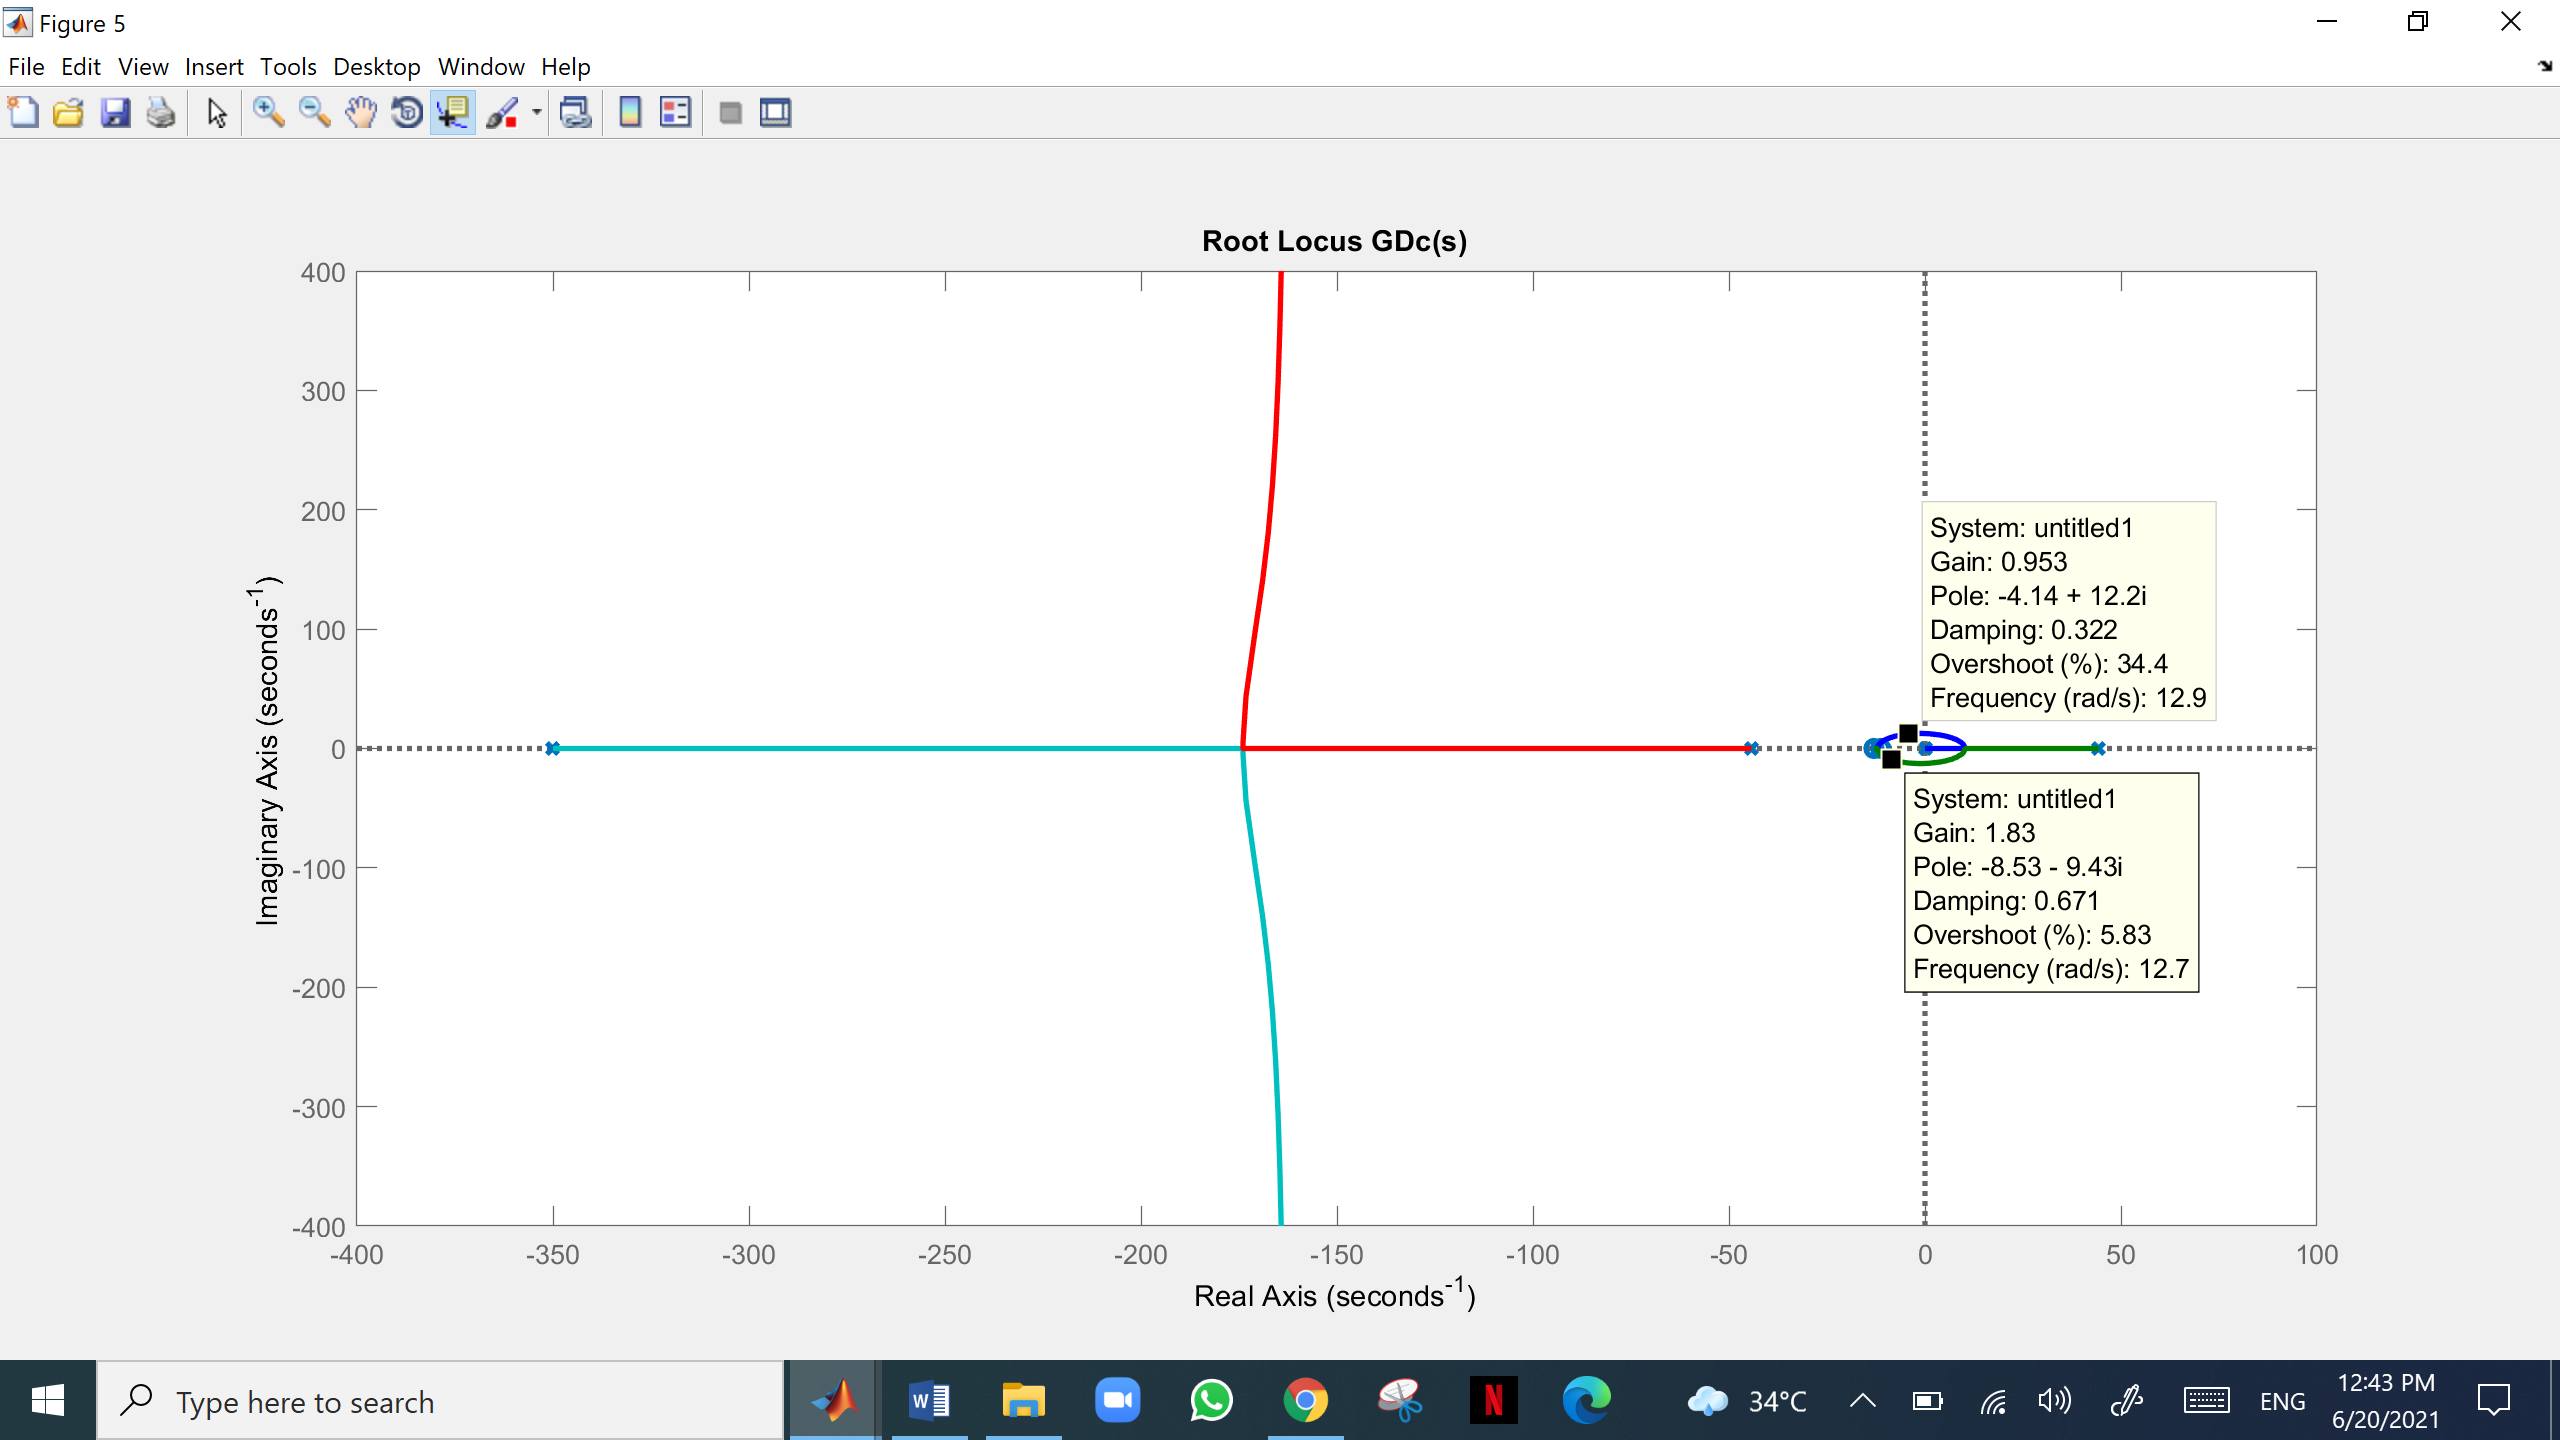 Figure 5
File Edit View Insert Tools Desktop Window Help
Root Locus GDc(s)
400
300
200
100
0
-100
-200
-300
-400
Imaginary Axis (seconds-1)
-400 -350 -300 -250 -200 -150 -100 -50 0 50 100
Real Axis (seconds-1)
System: untitled1
Gain: 0.953
Pole: -4.14 + 12.2i
Damping: 0.322
Overshoot (%): 34.4
Frequency (rad/s): 12.9
System: untitled1
Gain: 1.83
Pole: -8.53 - 9.43i
Damping: 0.671
Overshoot (%): 5.83
Frequency (rad/s): 12.7
Type here to search
W
N
34°C
ENG
12:43 PM
6/20/2021